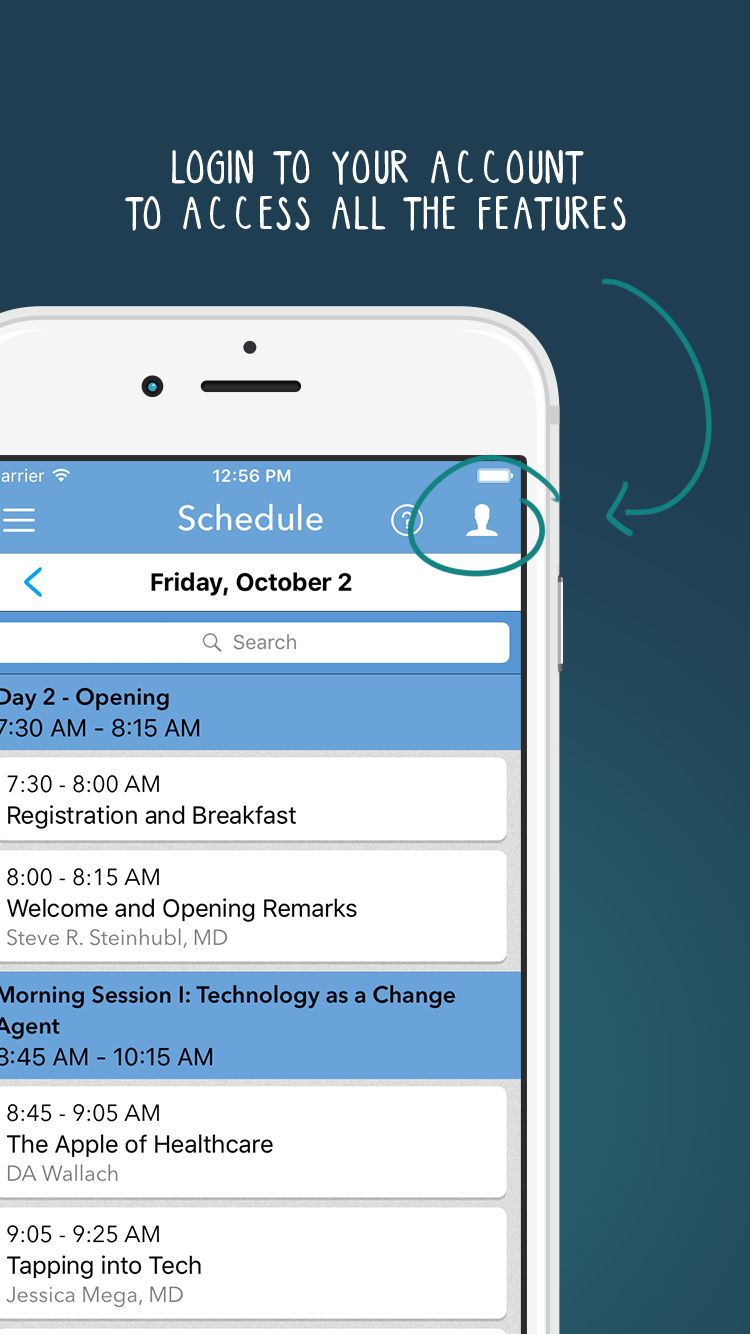 LOGIN TO YOUR ACCOUNT
TO ACCESS ALL THE FEATURES
arrier 12:56 PM
Schedule ?
Friday, October 2
Search
Day 2 - Opening
7:30 AM – 8:15 AM
7:30 - 8:00 AM
Registration and Breakfast
8:00 - 8:15 AM
Welcome and Opening Remarks
Steve R. Steinhubl, MD
Morning Session I: Technology as a Change
Agent
8:45 AM – 10:15 AM
8:45 - 9:05 AM
The Apple of Healthcare
DA Wallach
9:05 - 9:25 AM
Tapping into Tech
Jessica Mega, MD